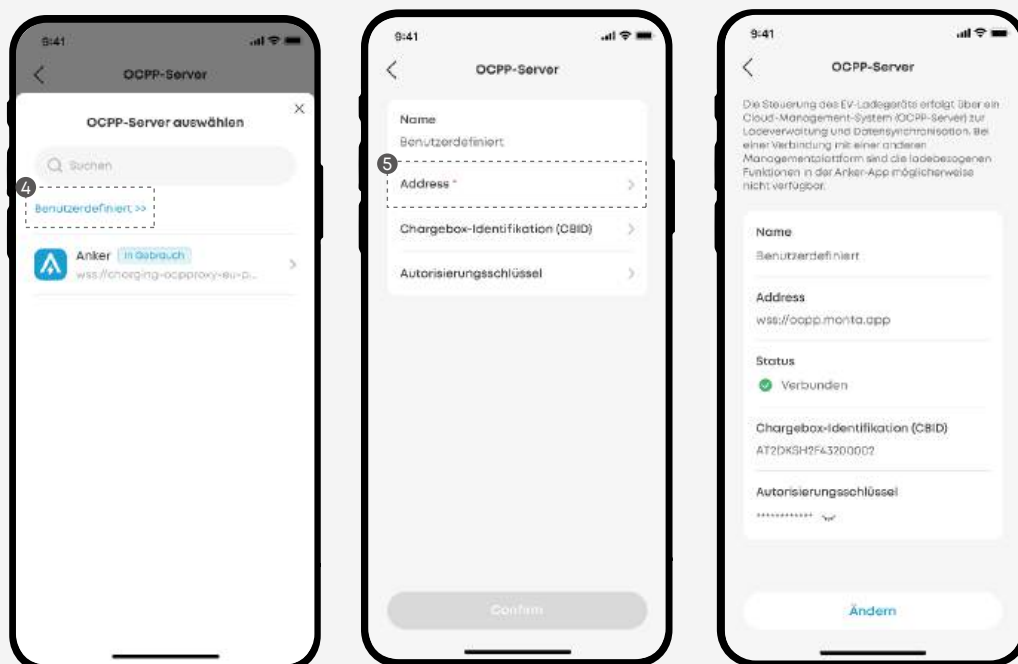 9:41
OCPP-Server
OCPP-Server auswählen
Suchen
4
Benutzerdefiniert >>
Anker In Gebrauch
wss://charging-ocpproxy-eu-p...
9:41
OCPP-Server
Name
Benutzerdefiniert
5
Address *
Chargebox-Identifikation (CBID)
Autorisierungsschlüssel
Confirm
9:41
OCPP-Server
Die Steuerung des EV-Ladegeräts erfolgt über ein
Cloud-Management-System (OCPP-Server) zur
Ladeverwaltung und Datensynchronisation. Bei
einer Verbindung mit einer anderen
Managementplattform sind die ladebezogenen
Funktionen in der Anker-App möglicherweise
nicht verfügbar.
Name
Benutzerdefiniert
Address
wss://ocpp.monta.app
Status
Verbunden
Chargebox-Identifikation (CBID)
AT2DKSH2F43200002
Autorisierungsschlüssel
************
Ändern